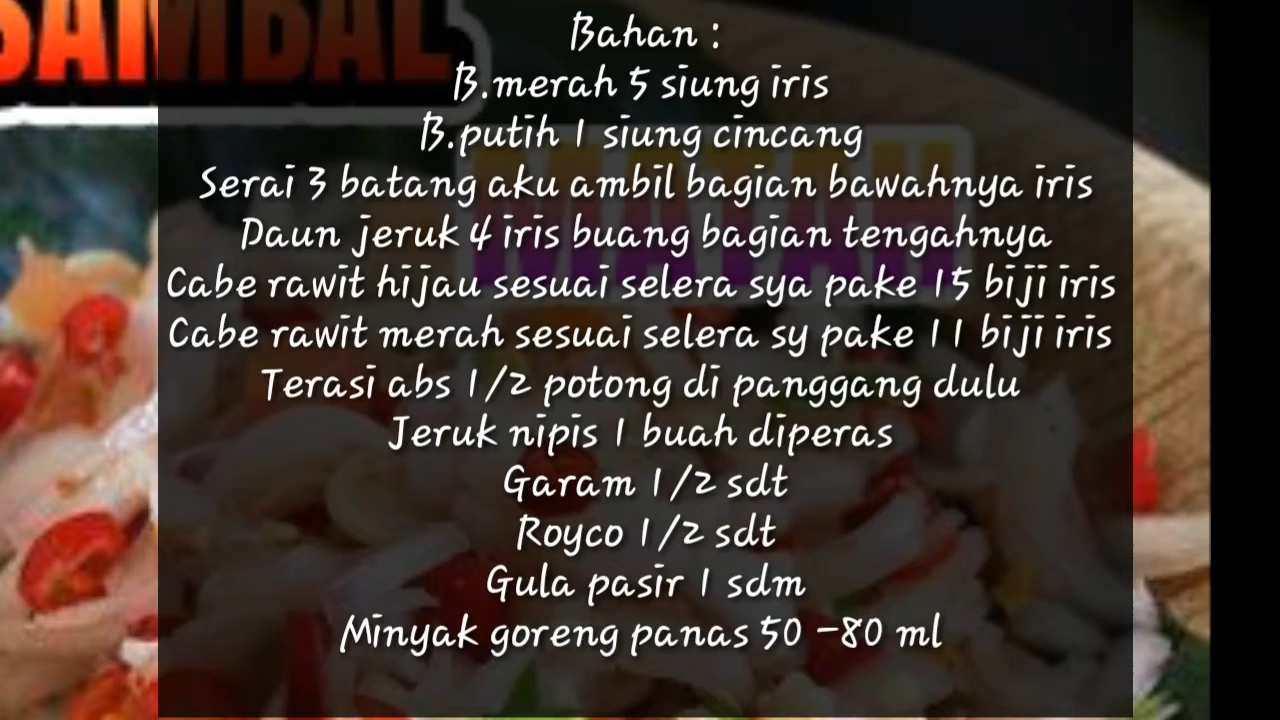 SAMBAL
MATAH
Bahan :
B.merah 5 siung iris
B.putih 1 siung cincang
Serai 3 batang aku ambil bagian bawahnya iris
Daun jeruk 4 iris buang bagian tengahnya
Cabe rawit hijau sesuai selera sya pake 15 biji iris
Cabe rawit merah sesuai selera sy pake 11 biji iris
Terasi abs 1/2 potong di panggang dulu
Jeruk nipis 1 buah diperas
Garam 1/2 sdt
Royco 1/2 sdt
Gula pasir 1 sdm
Minyak goreng panas 50 -80 ml